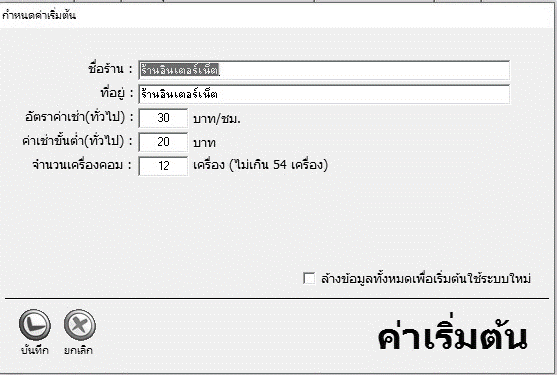 กำหนดค่าเริ่มต้น
ชื่อร้าน : ร้านอินเตอร์เน็ต
ที่อยู่ : ร้านอินเตอร์เน็ต
อัตราค่าเช่า(ทั่วไป) : 30 บาท/ชม.
ค่าเช่าขั้นต่ำ(ทั่วไป) : 20 บาท
จำนวนเครื่องคอม : 12 เครื่อง (ไม่เกิน 54 เครื่อง)
ล้างข้อมูลทั้งหมดเพื่อเริ่มต้นใช้ระบบใหม่
บันทึก ยกเลิก ค่าเริ่มต้น